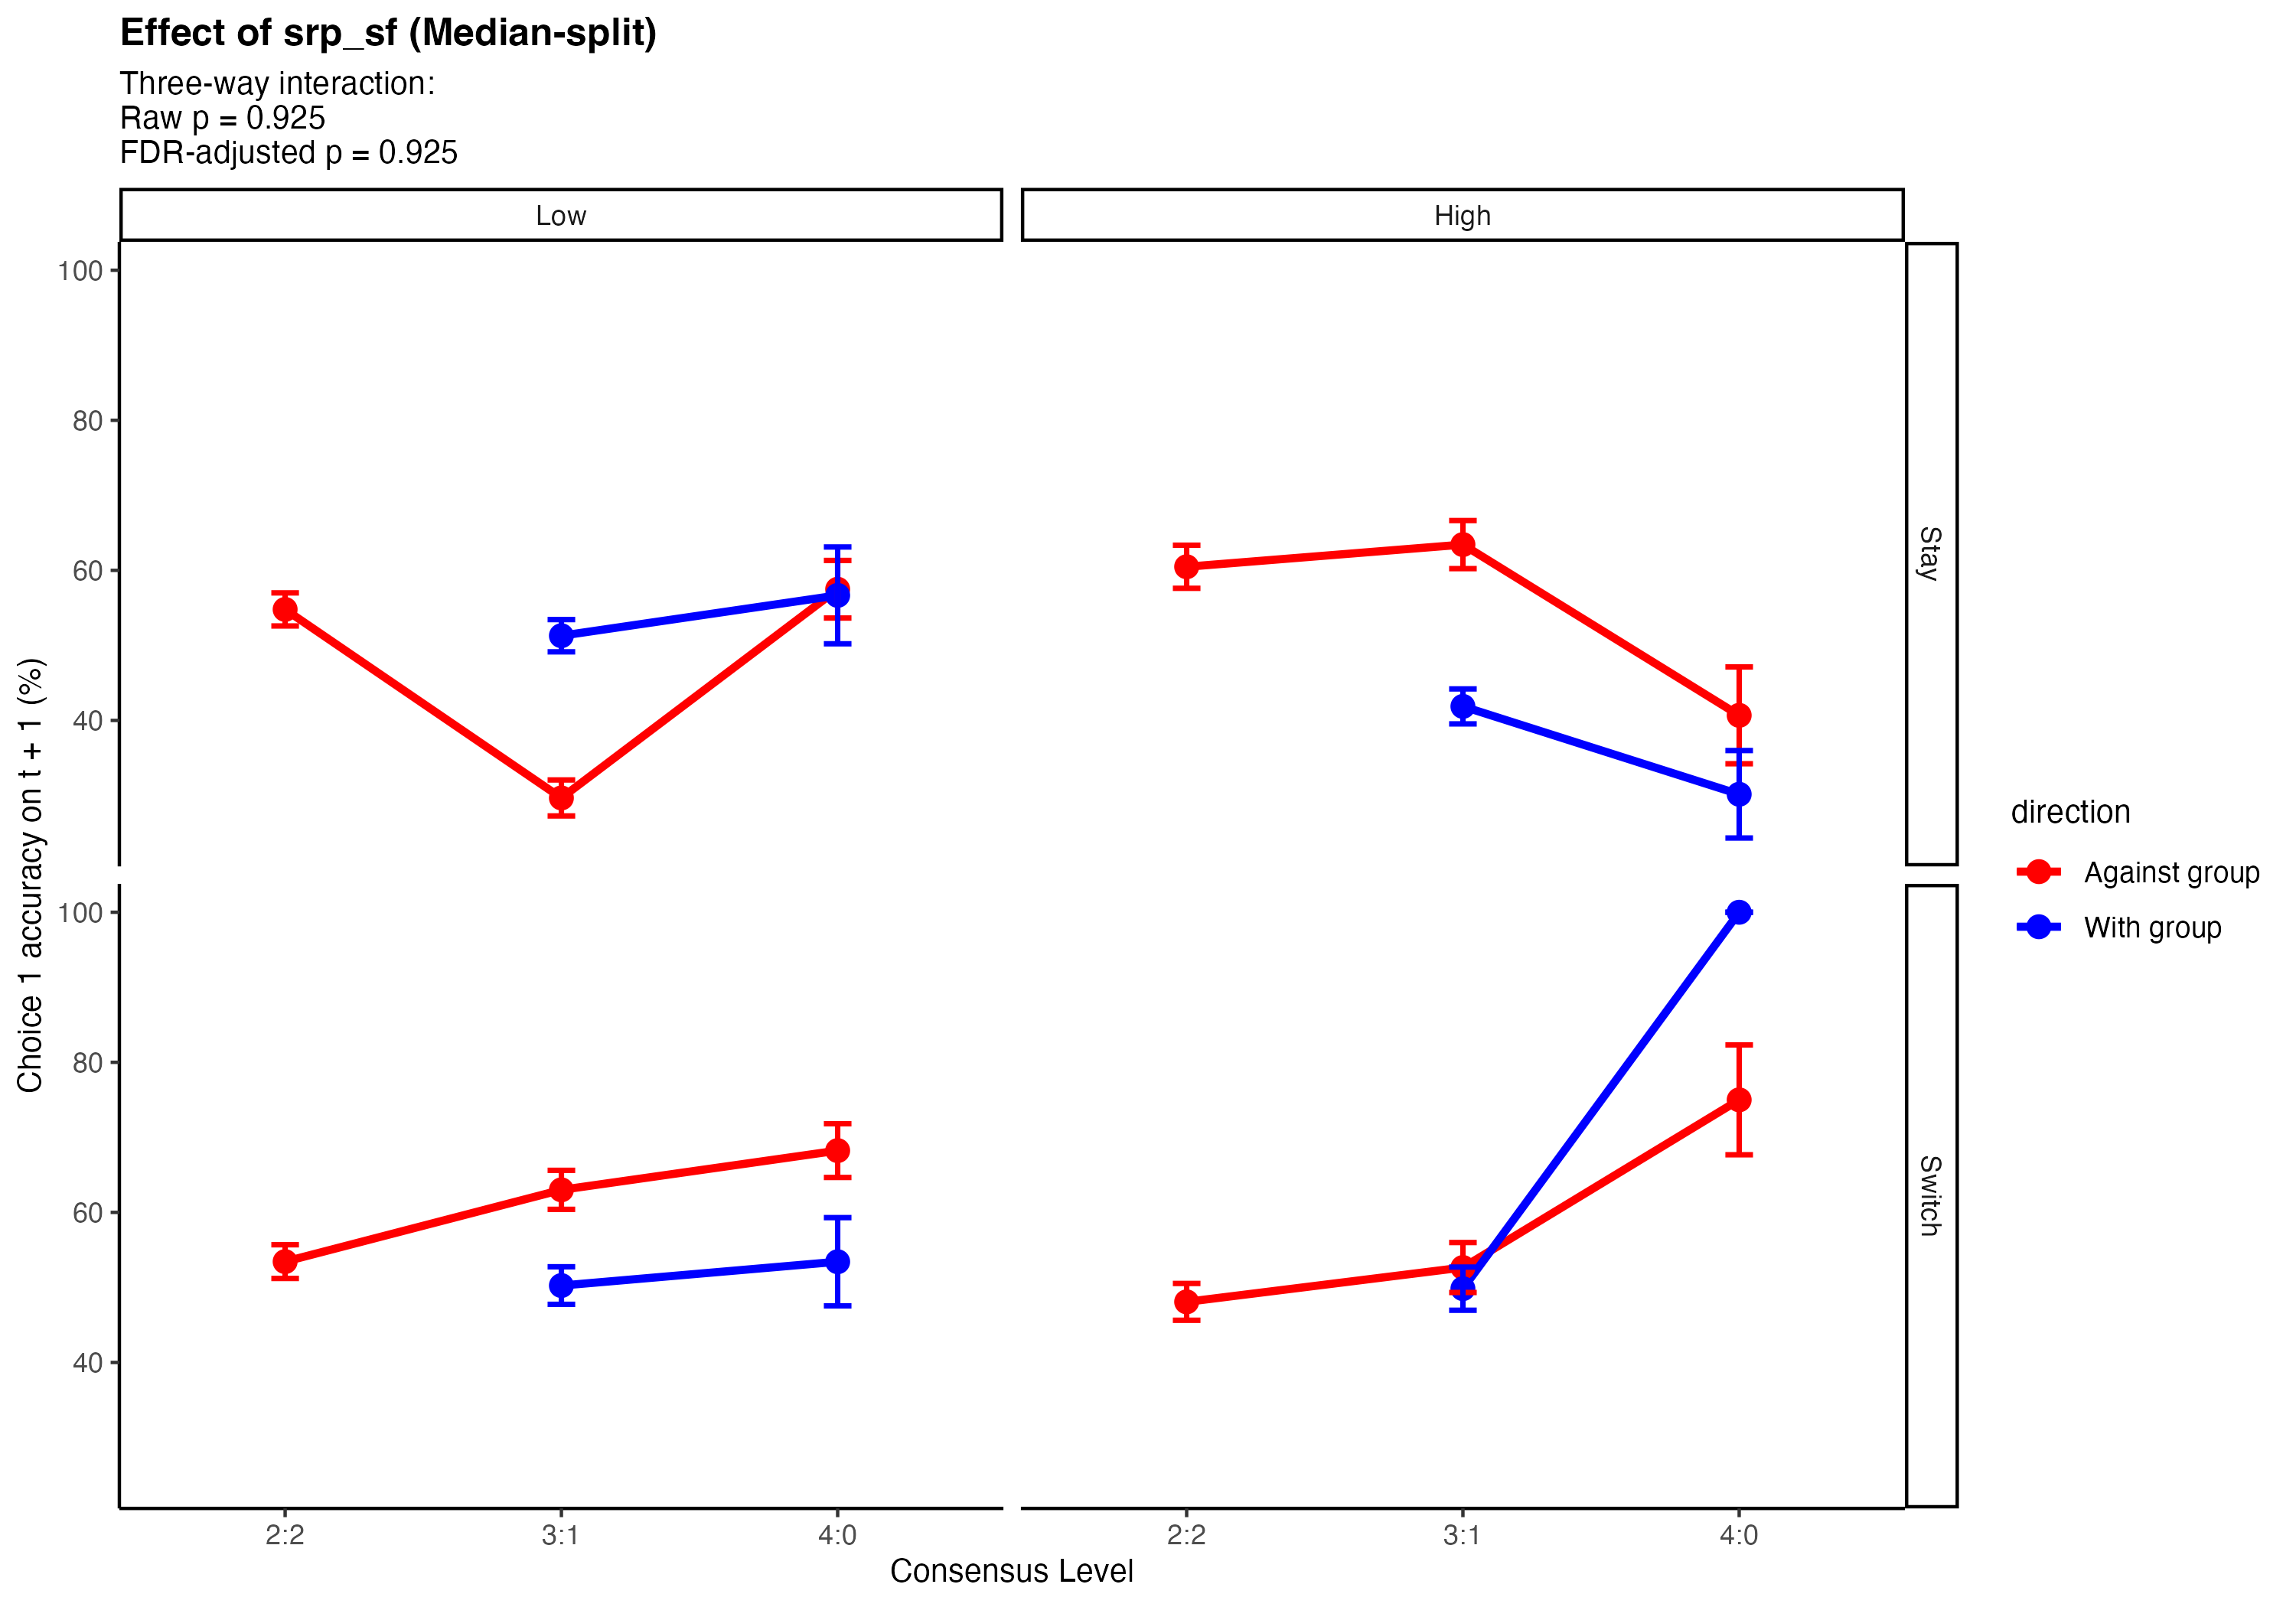 Effect of srp_sf (Median-split)
Three-way interaction:
Raw p = 0.925
FDR-adjusted p = 0.925
Low
High
100
80
60
40
Stay
100
80
60
40
Switch
Choice 1 accuracy on t + 1 (%)
2:2
3:1
4:0
2:2
3:1
4:0
Consensus Level
direction
Against group
With group